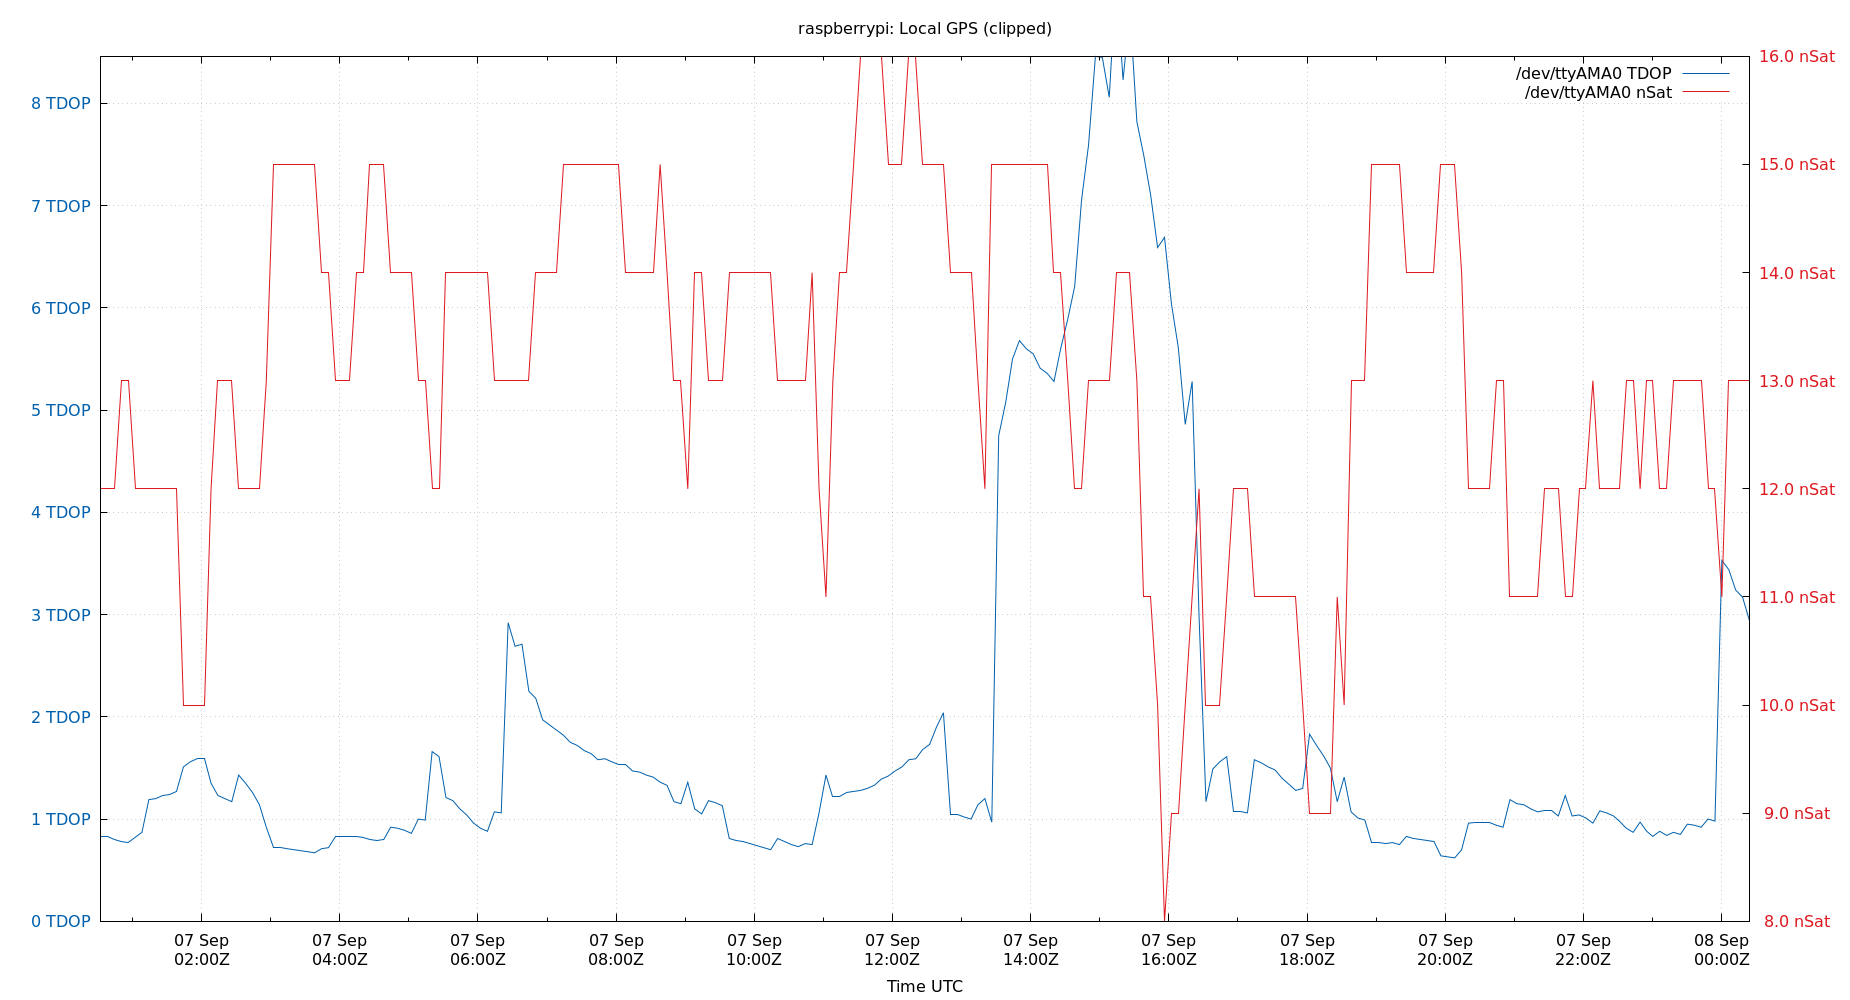 raspberrypi: Local GPS (clipped)
/dev/ttyAMA0 TDOP
/dev/ttyAMA0 nSat
8 TDOP
7 TDOP
6 TDOP
5 TDOP
4 TDOP
3 TDOP
2 TDOP
1 TDOP
0 TDOP
16.0 nSat
15.0 nSat
14.0 nSat
13.0 nSat
12.0 nSat
11.0 nSat
10.0 nSat
9.0 nSat
8.0 nSat
07 Sep 07 Sep 07 Sep 07 Sep 07 Sep 07 Sep 07 Sep 07 Sep 07 Sep 07 Sep 07 Sep 08 Sep
02:00Z 04:00Z 06:00Z 08:00Z 10:00Z 12:00Z 14:00Z 16:00Z 18:00Z 20:00Z 22:00Z 00:00Z
Time UTC